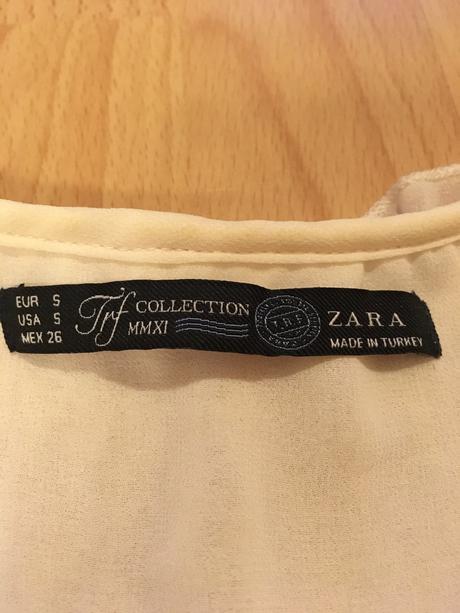 EUR S
USA S
MEX 26
Trf COLLECTION
MMXI
T.R.F
ZARA
MADE IN TURKEY